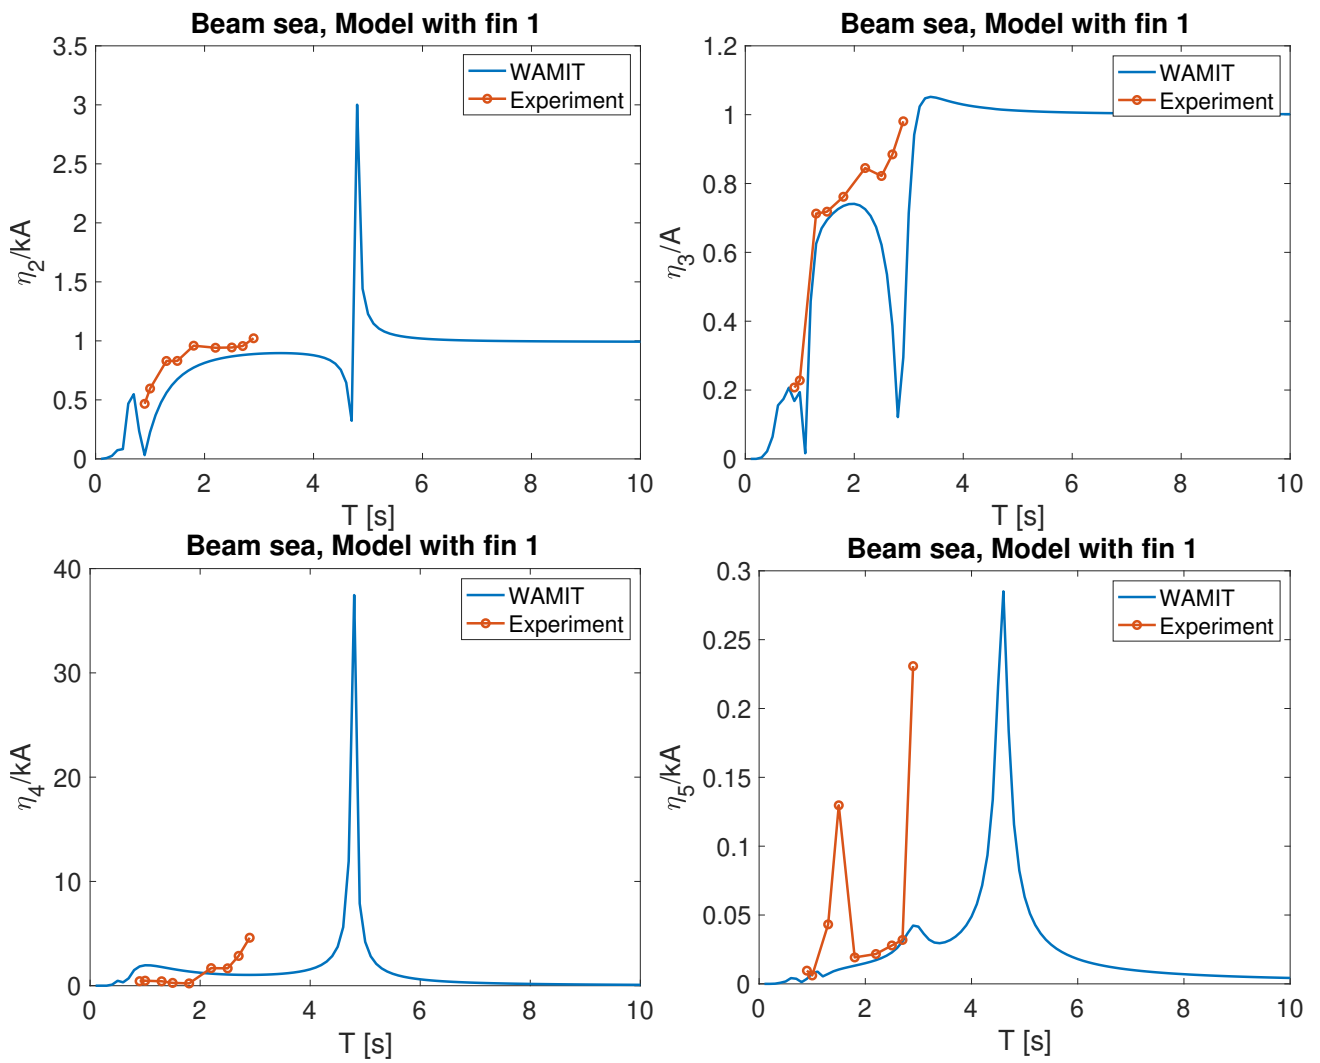 Beam sea, Model with fin 1
3.5
3
2.5
2
1.5
1
0.5
0
η2/kA
WAMIT
Experiment
0 2 4 6 8 10
T [s]
Beam sea, Model with fin 1
1.2
1
0.8
0.6
0.4
0.2
0
η3/A
WAMIT
Experiment
0 2 4 6 8 10
T [s]
Beam sea, Model with fin 1
40
30
20
10
0
η4/kA
WAMIT
Experiment
0 2 4 6 8 10
T [s]
Beam sea, Model with fin 1
0.3
0.25
0.2
0.15
0.1
0.05
0
η5/kA
WAMIT
Experiment
0 2 4 6 8 10
T [s]